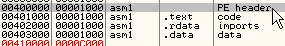 00400000 00001000 asm1 PE header
00401000 00001000 asm1 .text code
00402000 00001000 asm1 .rdata imports
00403000 00001000 asm1 .data data
00410000 0000C000